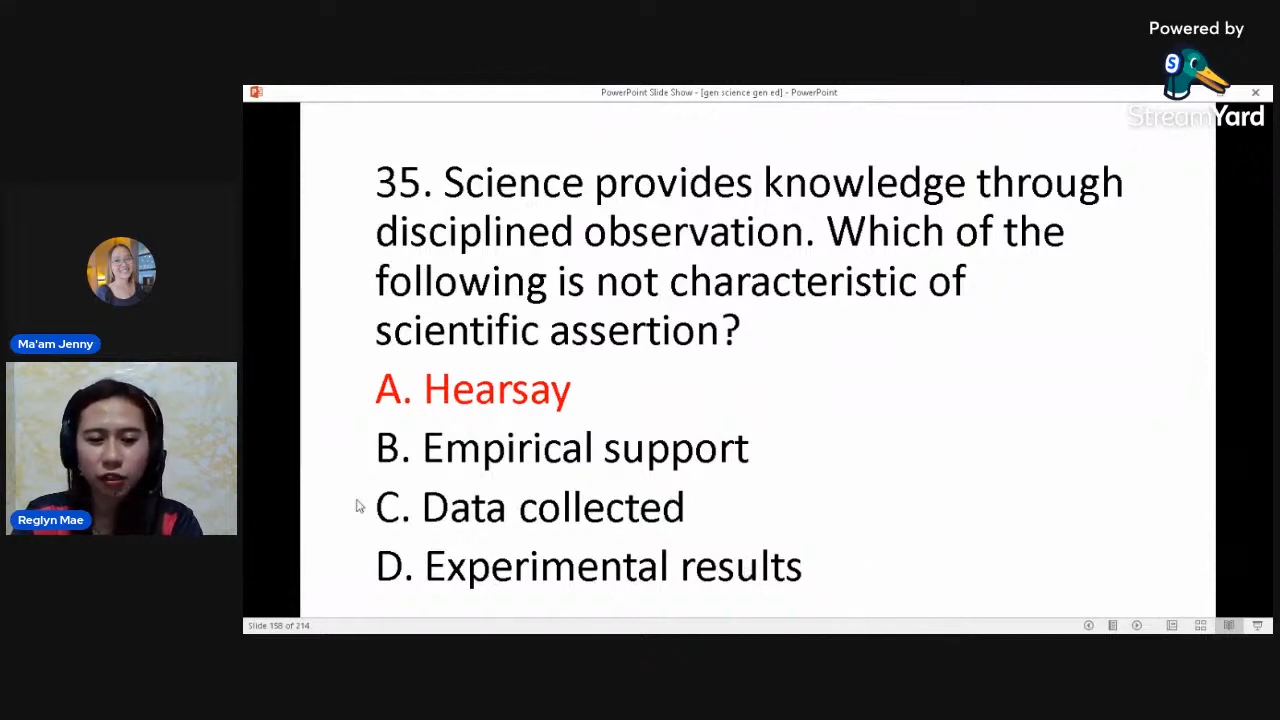 Powered by
S
StreamYard
PowerPoint Slide Show - [gen science gen ed] - PowerPoint
35. Science provides knowledge through
disciplined observation. Which of the
following is not characteristic of
scientific assertion?
A. Hearsay
B. Empirical support
C. Data collected
D. Experimental results
Ma'am Jenny
Reglyn Mae
Slide 158 of 214